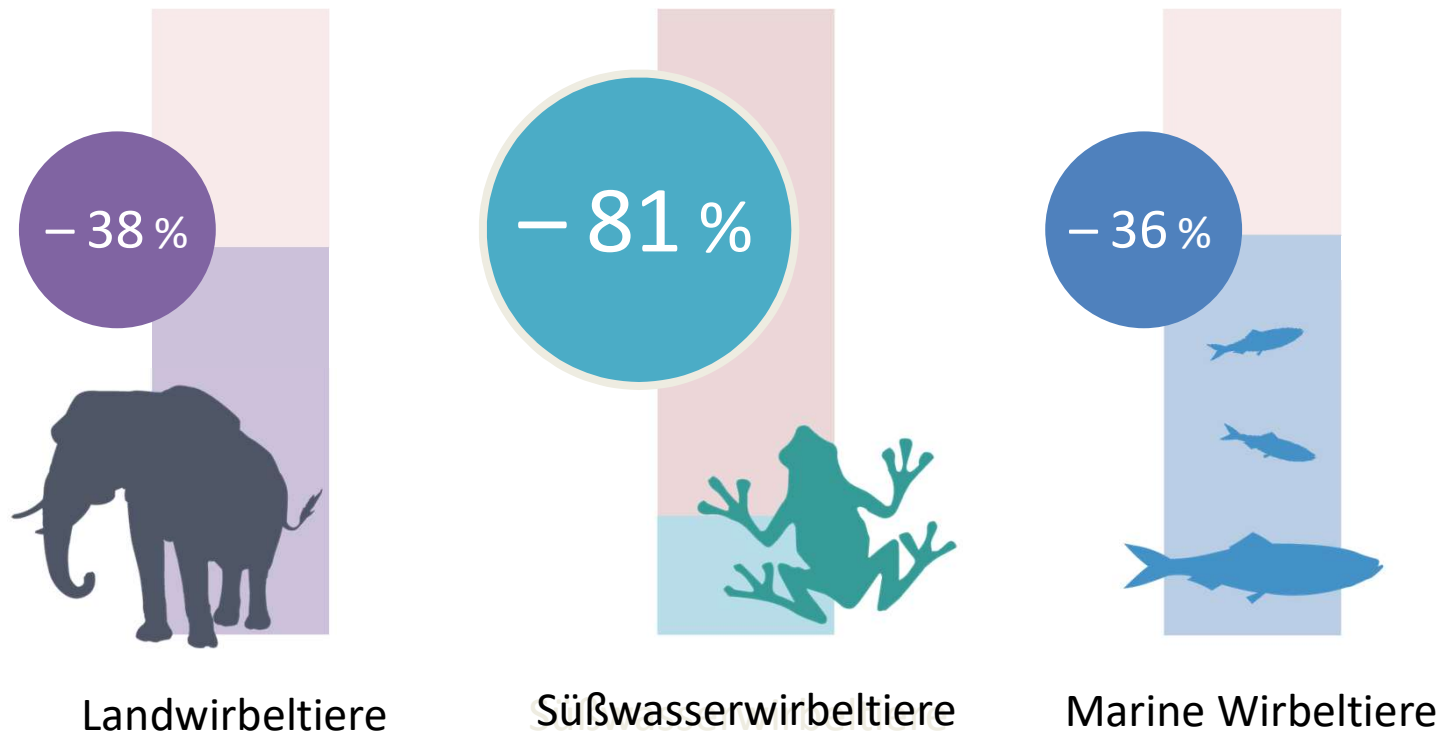 – 38 %
– 81 %
– 36 %
Landwirbeltiere
Süßwasserwirbeltiere
Marine Wirbeltiere